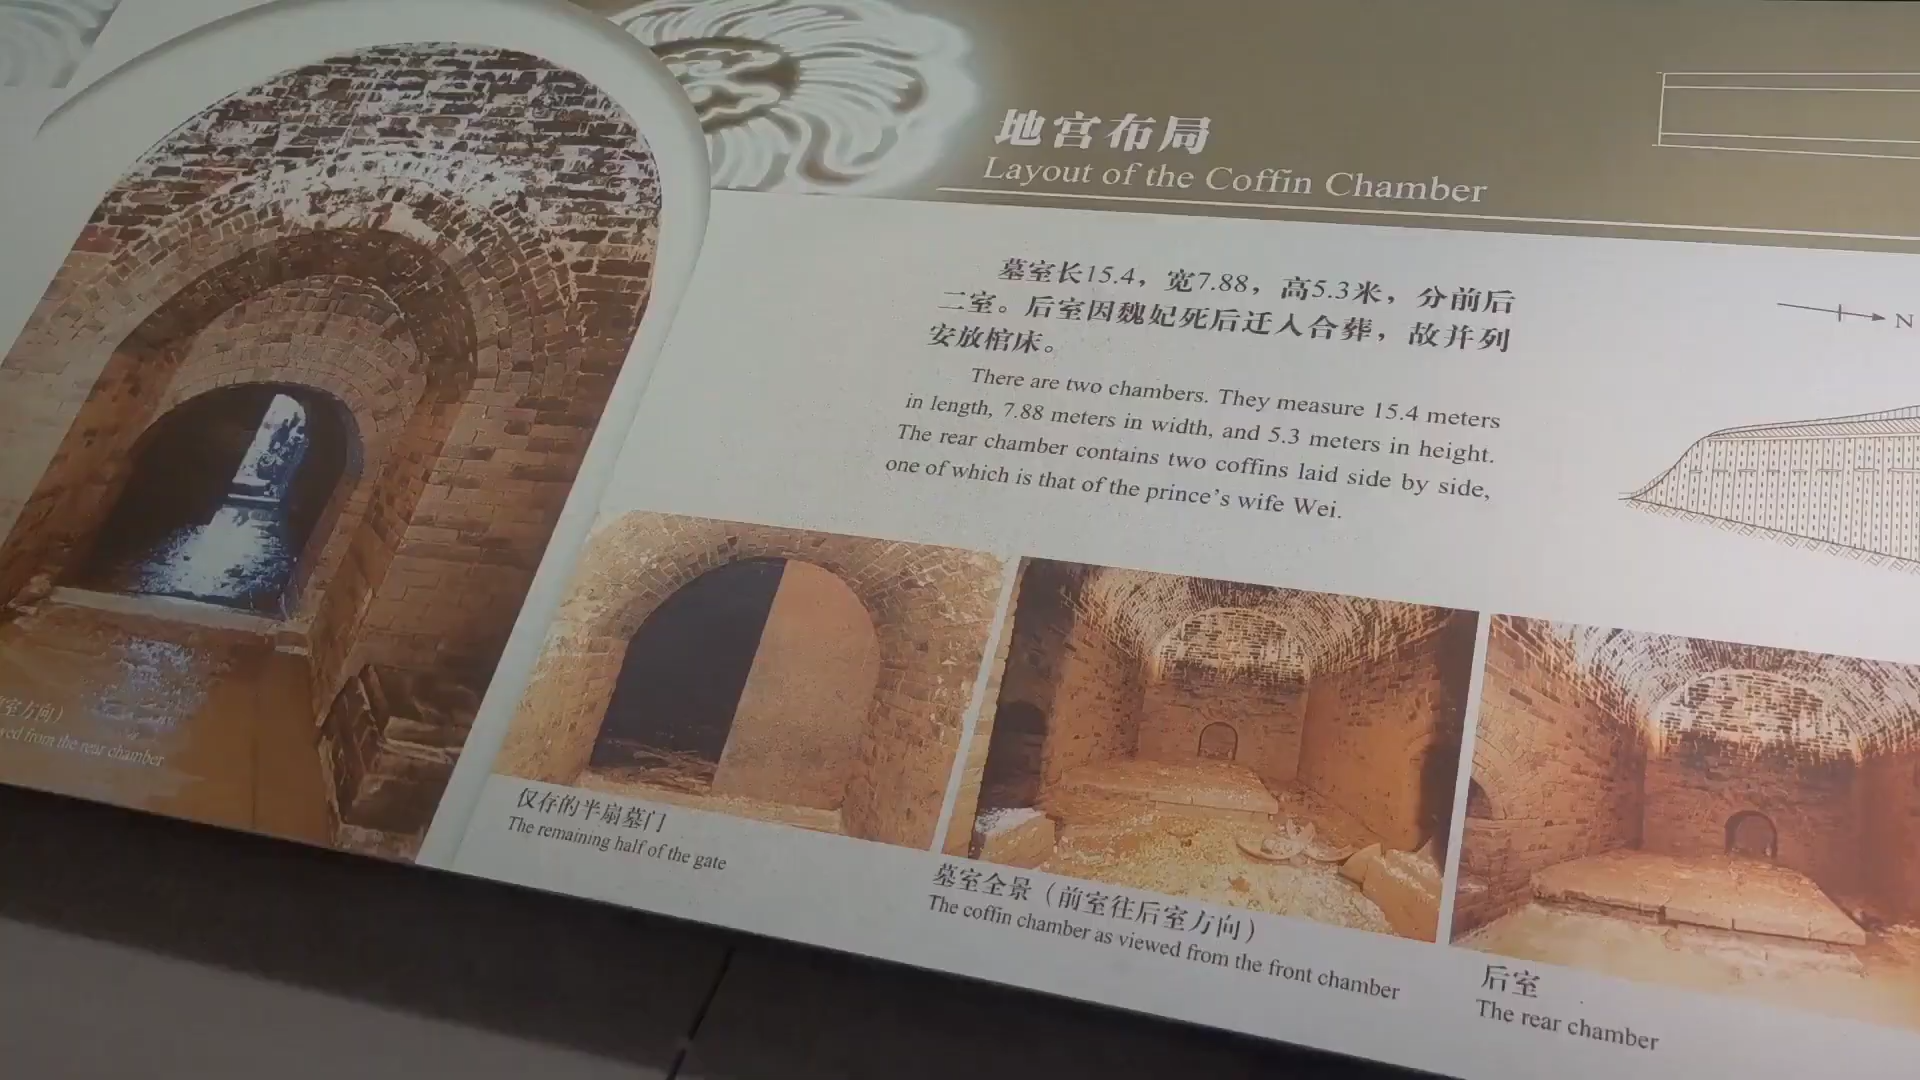 地宫布局
Layout of the Coffin Chamber
墓室长15.4，宽7.88，高5.3米，分前后
二室。后室因魏妃死后迁入合葬，故并列
安放棺床。
There are two chambers. They measure 15.4 meters
in length, 7.88 meters in width, and 5.3 meters in height.
The rear chamber contains two coffins laid side by side,
one of which is that of the prince's wife Wei.
N
室方向）
from the rear chamber
仅存的半扇墓门
The remaining half of the gate
墓室全景（前室往后室方向）
The coffin chamber as viewed from the front chamber
后室
The rear chamber